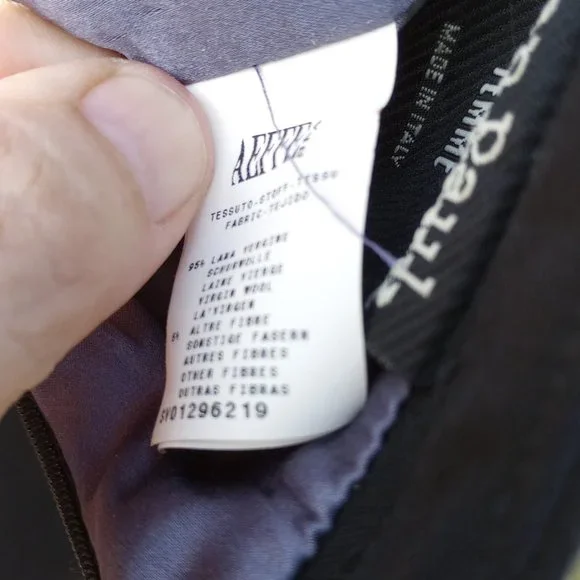 AEFFE
TESSUTO-STOFF-TISSU
FABRIC-TEJIDO
95% LANA VERGINE
SCHURWOLLE
LAINE VIERGE
VIRGIN WOOL
LA'VIRGEN
5% ALTRE FIBRE
SONSTIGE FASERN
AUTRES FIBRES
OTHER FIBRES
OUTRAS FIBRAS
SV01296219
MADE IN ITALY